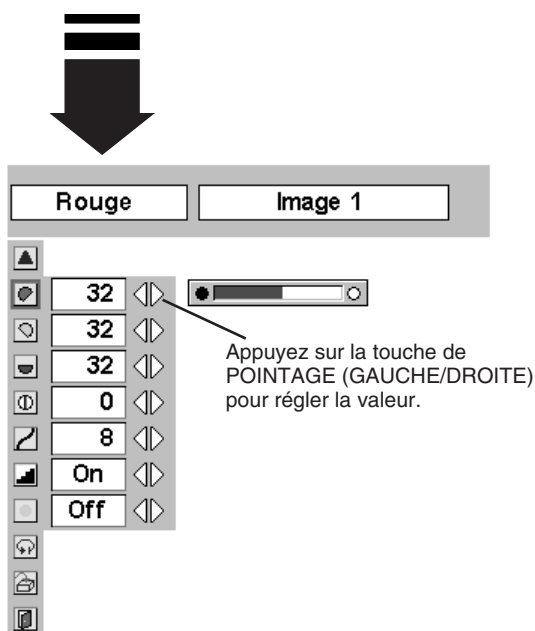 Rouge Image 1
32
32
32
0
8
On
Off
Appuyez sur la touche de
POINTAGE (GAUCHE/DROITE)
pour régler la valeur.